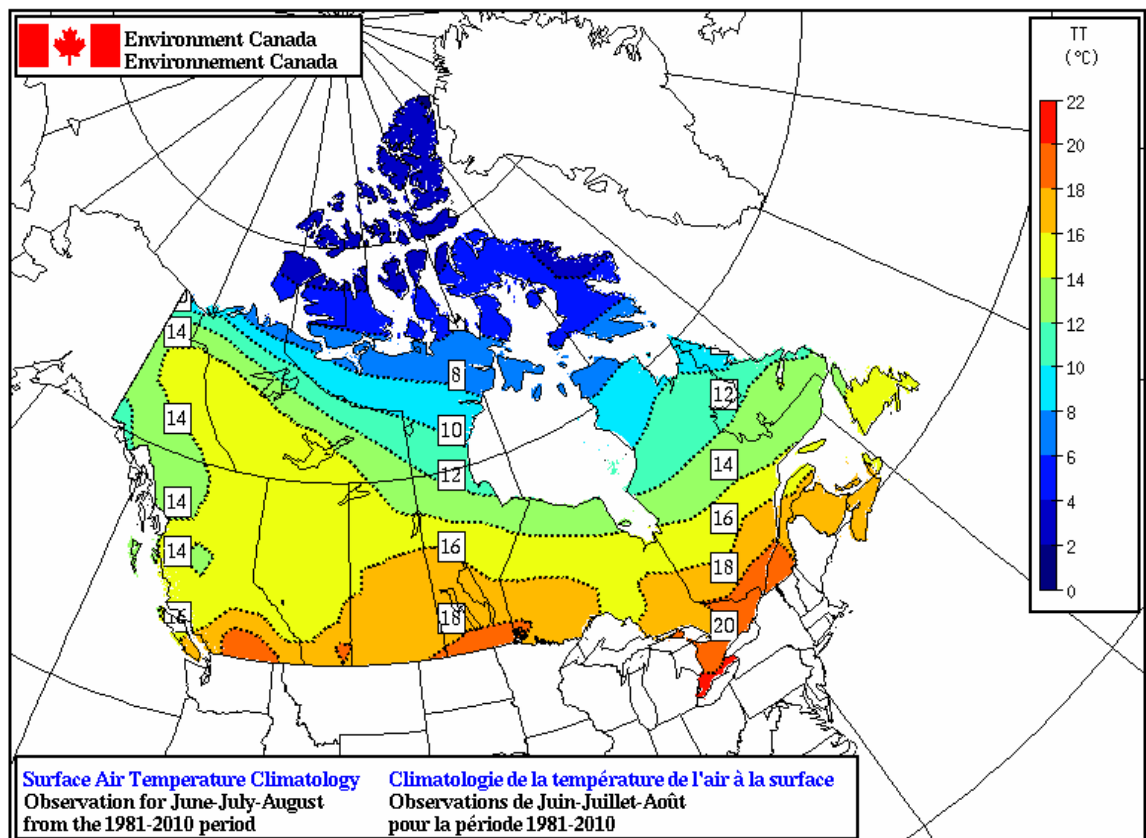 Environment Canada
Environnement Canada
TT
(°C)
22
20
18
16
14
12
10
8
6
4
2
0
14
14
14
14
16
8
10
12
16
18
12
14
16
18
20
Surface Air Temperature Climatology
Observation for June-July-August
from the 1981-2010 period
Climatologie de la température de l'air à la surface
Observations de Juin-Juillet-Août
pour la période 1981-2010